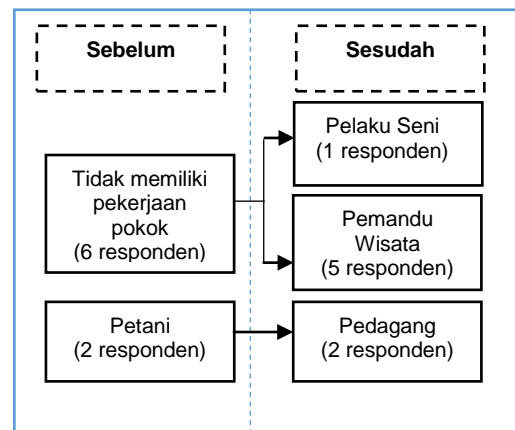 Sebelum
Sesudah
Tidak memiliki
pekerjaan
pokok
(6 responden)
Pelaku Seni
(1 responden)
Pemandu
Wisata
(5 responden)
Petani
(2 responden)
Pedagang
(2 responden)